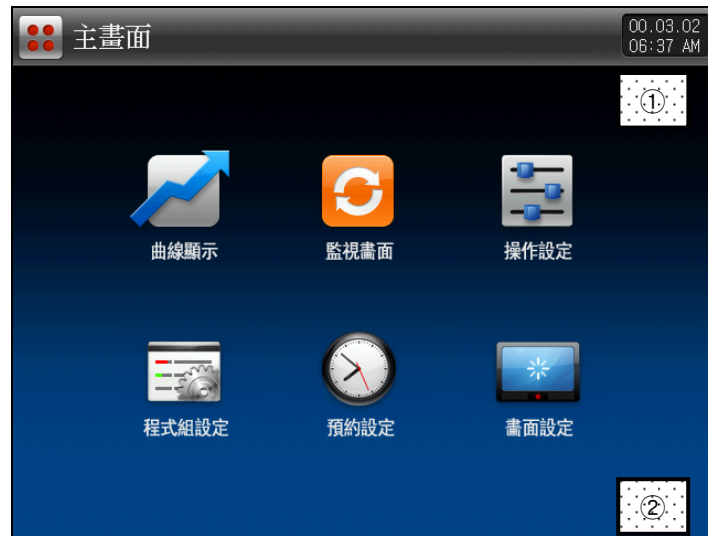 主畫面
00.03.02
06:37 AM
①
曲線顯示
監視畫面
操作設定
程式組設定
預約設定
畫面設定
②